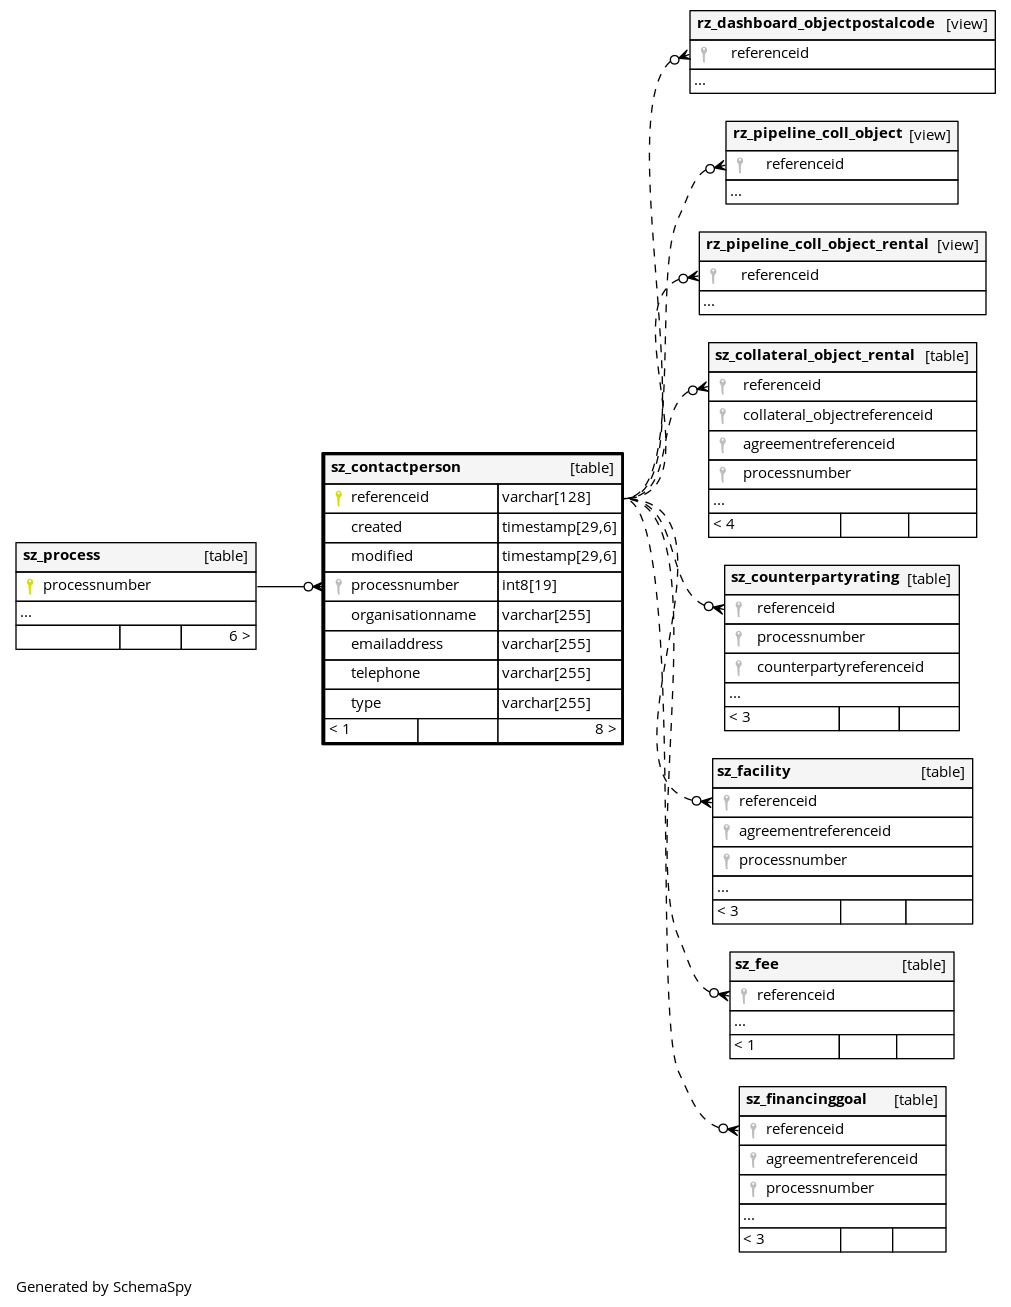 rz_dashboard_objectpostalcode [view]
referenceid
...
rz_pipeline_coll_object [view]
referenceid
...
rz_pipeline_coll_object_rental [view]
referenceid
...
sz_collateral_object_rental [table]
referenceid
collateral_objectreferenceid
agreementreferenceid
processnumber
...
< 4
sz_contactperson [table]
referenceid varchar[128]
created timestamp[29,6]
modified timestamp[29,6]
processnumber int8[19]
organisationname varchar[255]
emailaddress varchar[255]
telephone varchar[255]
type varchar[255]
< 1 8 >
sz_process [table]
processnumber
...
6 >
sz_counterpartyrating [table]
referenceid
processnumber
counterpartyreferenceid
...
< 3
sz_facility [table]
referenceid
agreementreferenceid
processnumber
...
< 3
sz_fee [table]
referenceid
...
< 1
sz_financinggoal [table]
referenceid
agreementreferenceid
processnumber
...
< 3
Generated by SchemaSpy